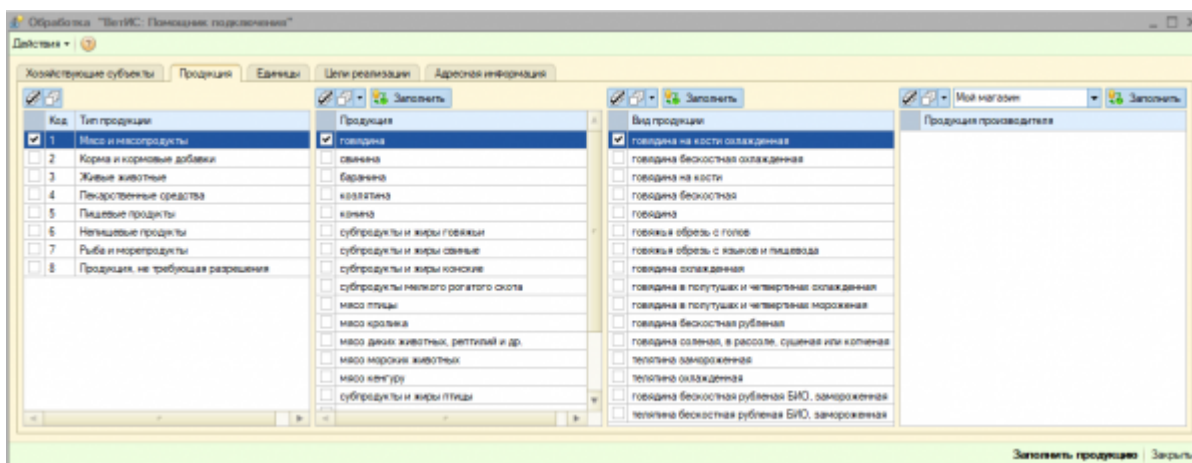 Обработка "ВетИС: Помощник подключения"
Действия
Хозяйствующие субъекты Продукция Единицы Цели реализации Адресная информация
Заполнить
Заполнить
Мой магазин Заполнить
Код Тип продукции
1 Мясо и мясопродукты
2 Корма и кормовые добавки
3 Живые животные
4 Лекарственные средства
5 Пищевые продукты
6 Непищевые продукты
7 Рыба и морепродукты
8 Продукция, не требующая разрешения
Продукция
говядина
свинина
баранина
козлятина
конина
субпродукты и жиры говяжьи
субпродукты и жиры свиные
субпродукты и жиры конские
субпродукты мелкого рогатого скота
мясо птицы
мясо кролика
мясо диких животных, рептилий и др.
мясо морских животных
мясо кенгуру
субпродукты и жиры птицы
Вид продукции
говядина на кости охлажденная
говядина бескостная охлажденная
говядина на кости
говядина бескостная
говядина
говяжья обрезь с голов
говяжья обрезь с языков и пищевода
говядина охлажденная
говядина в полутушах и четвертинах охлажденная
говядина в полутушах и четвертинах мороженая
говядина бескостная рубленая
говядина соленая, в рассоле, сушеная или копченая
телятина замороженная
телятина охлажденная
говядина бескостная рубленая БИО, замороженная
телятина бескостная рубленая БИО, замороженная
Продукция производителя
Заполнить продукцию Закрыть